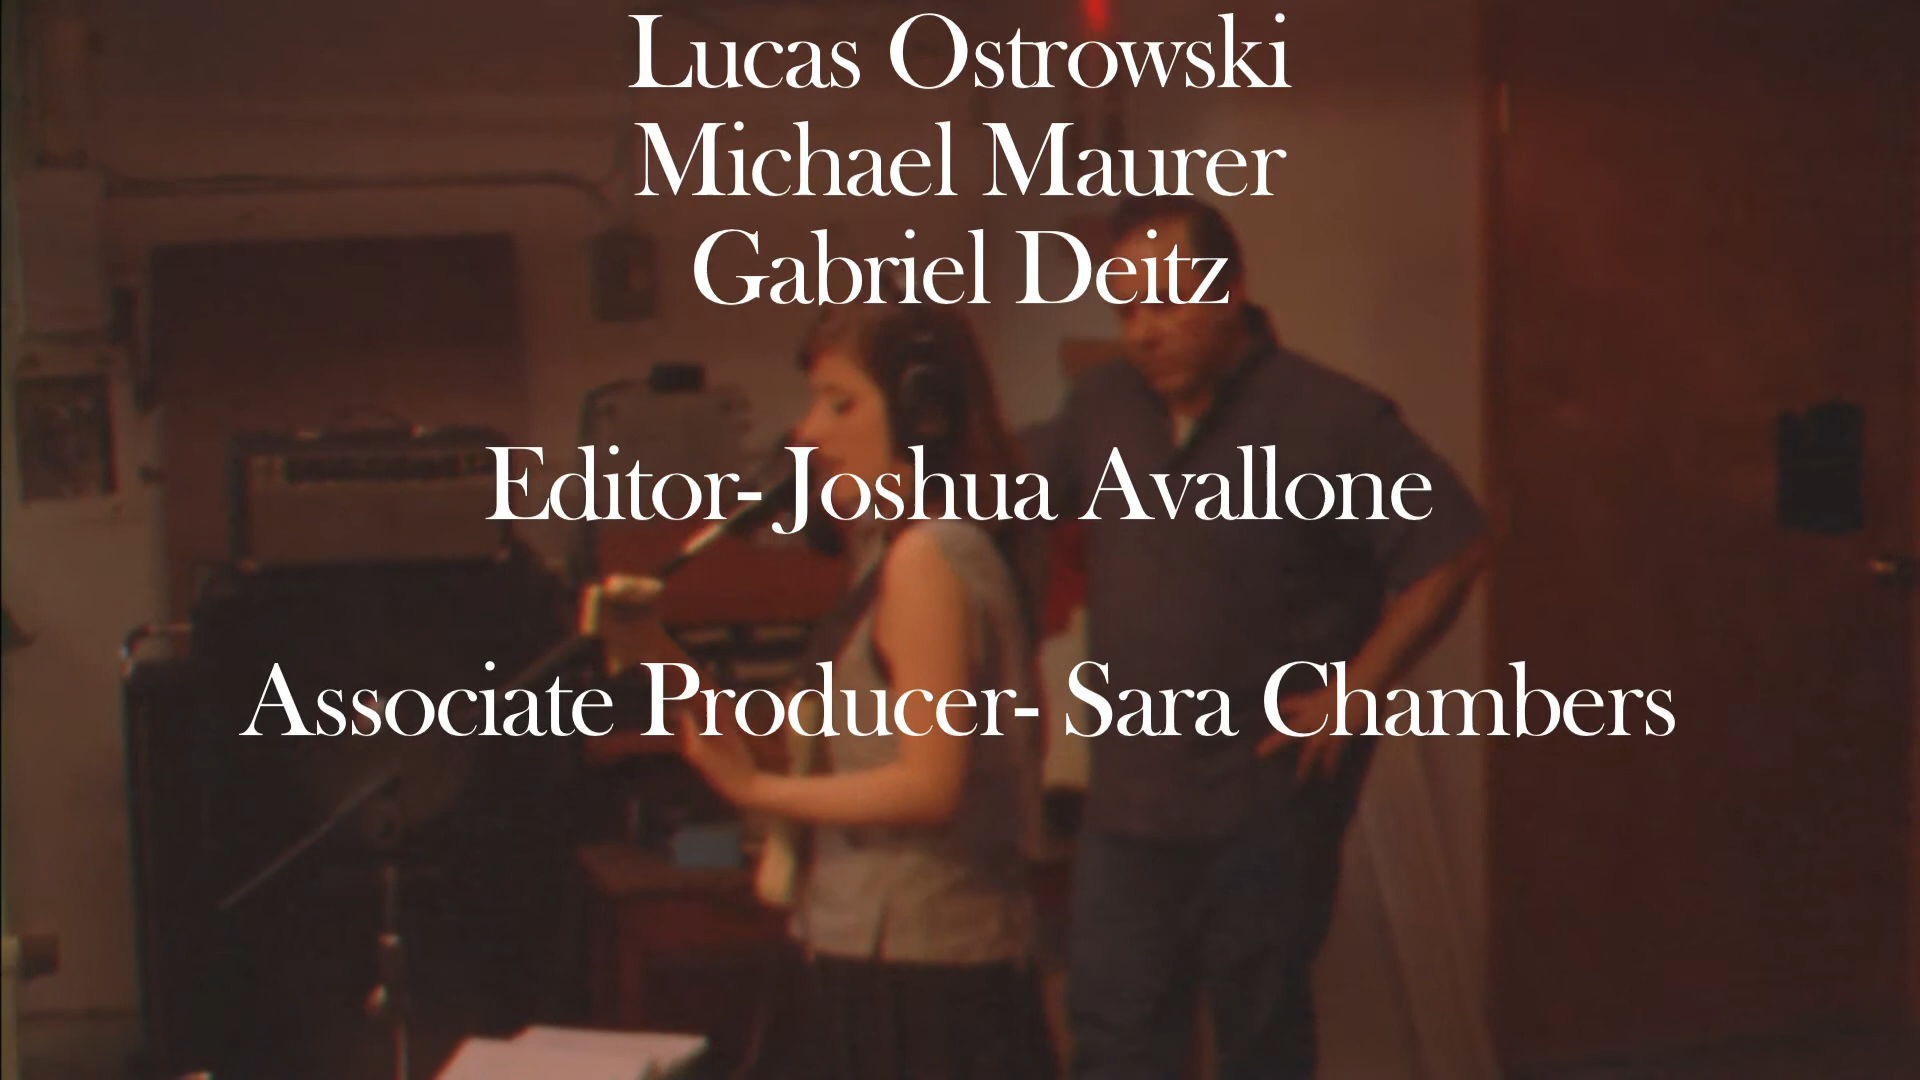 Lucas Ostrowski
Michael Maurer
Gabriel Deitz
Editor- Joshua Avallone
Associate Producer- Sara Chambers